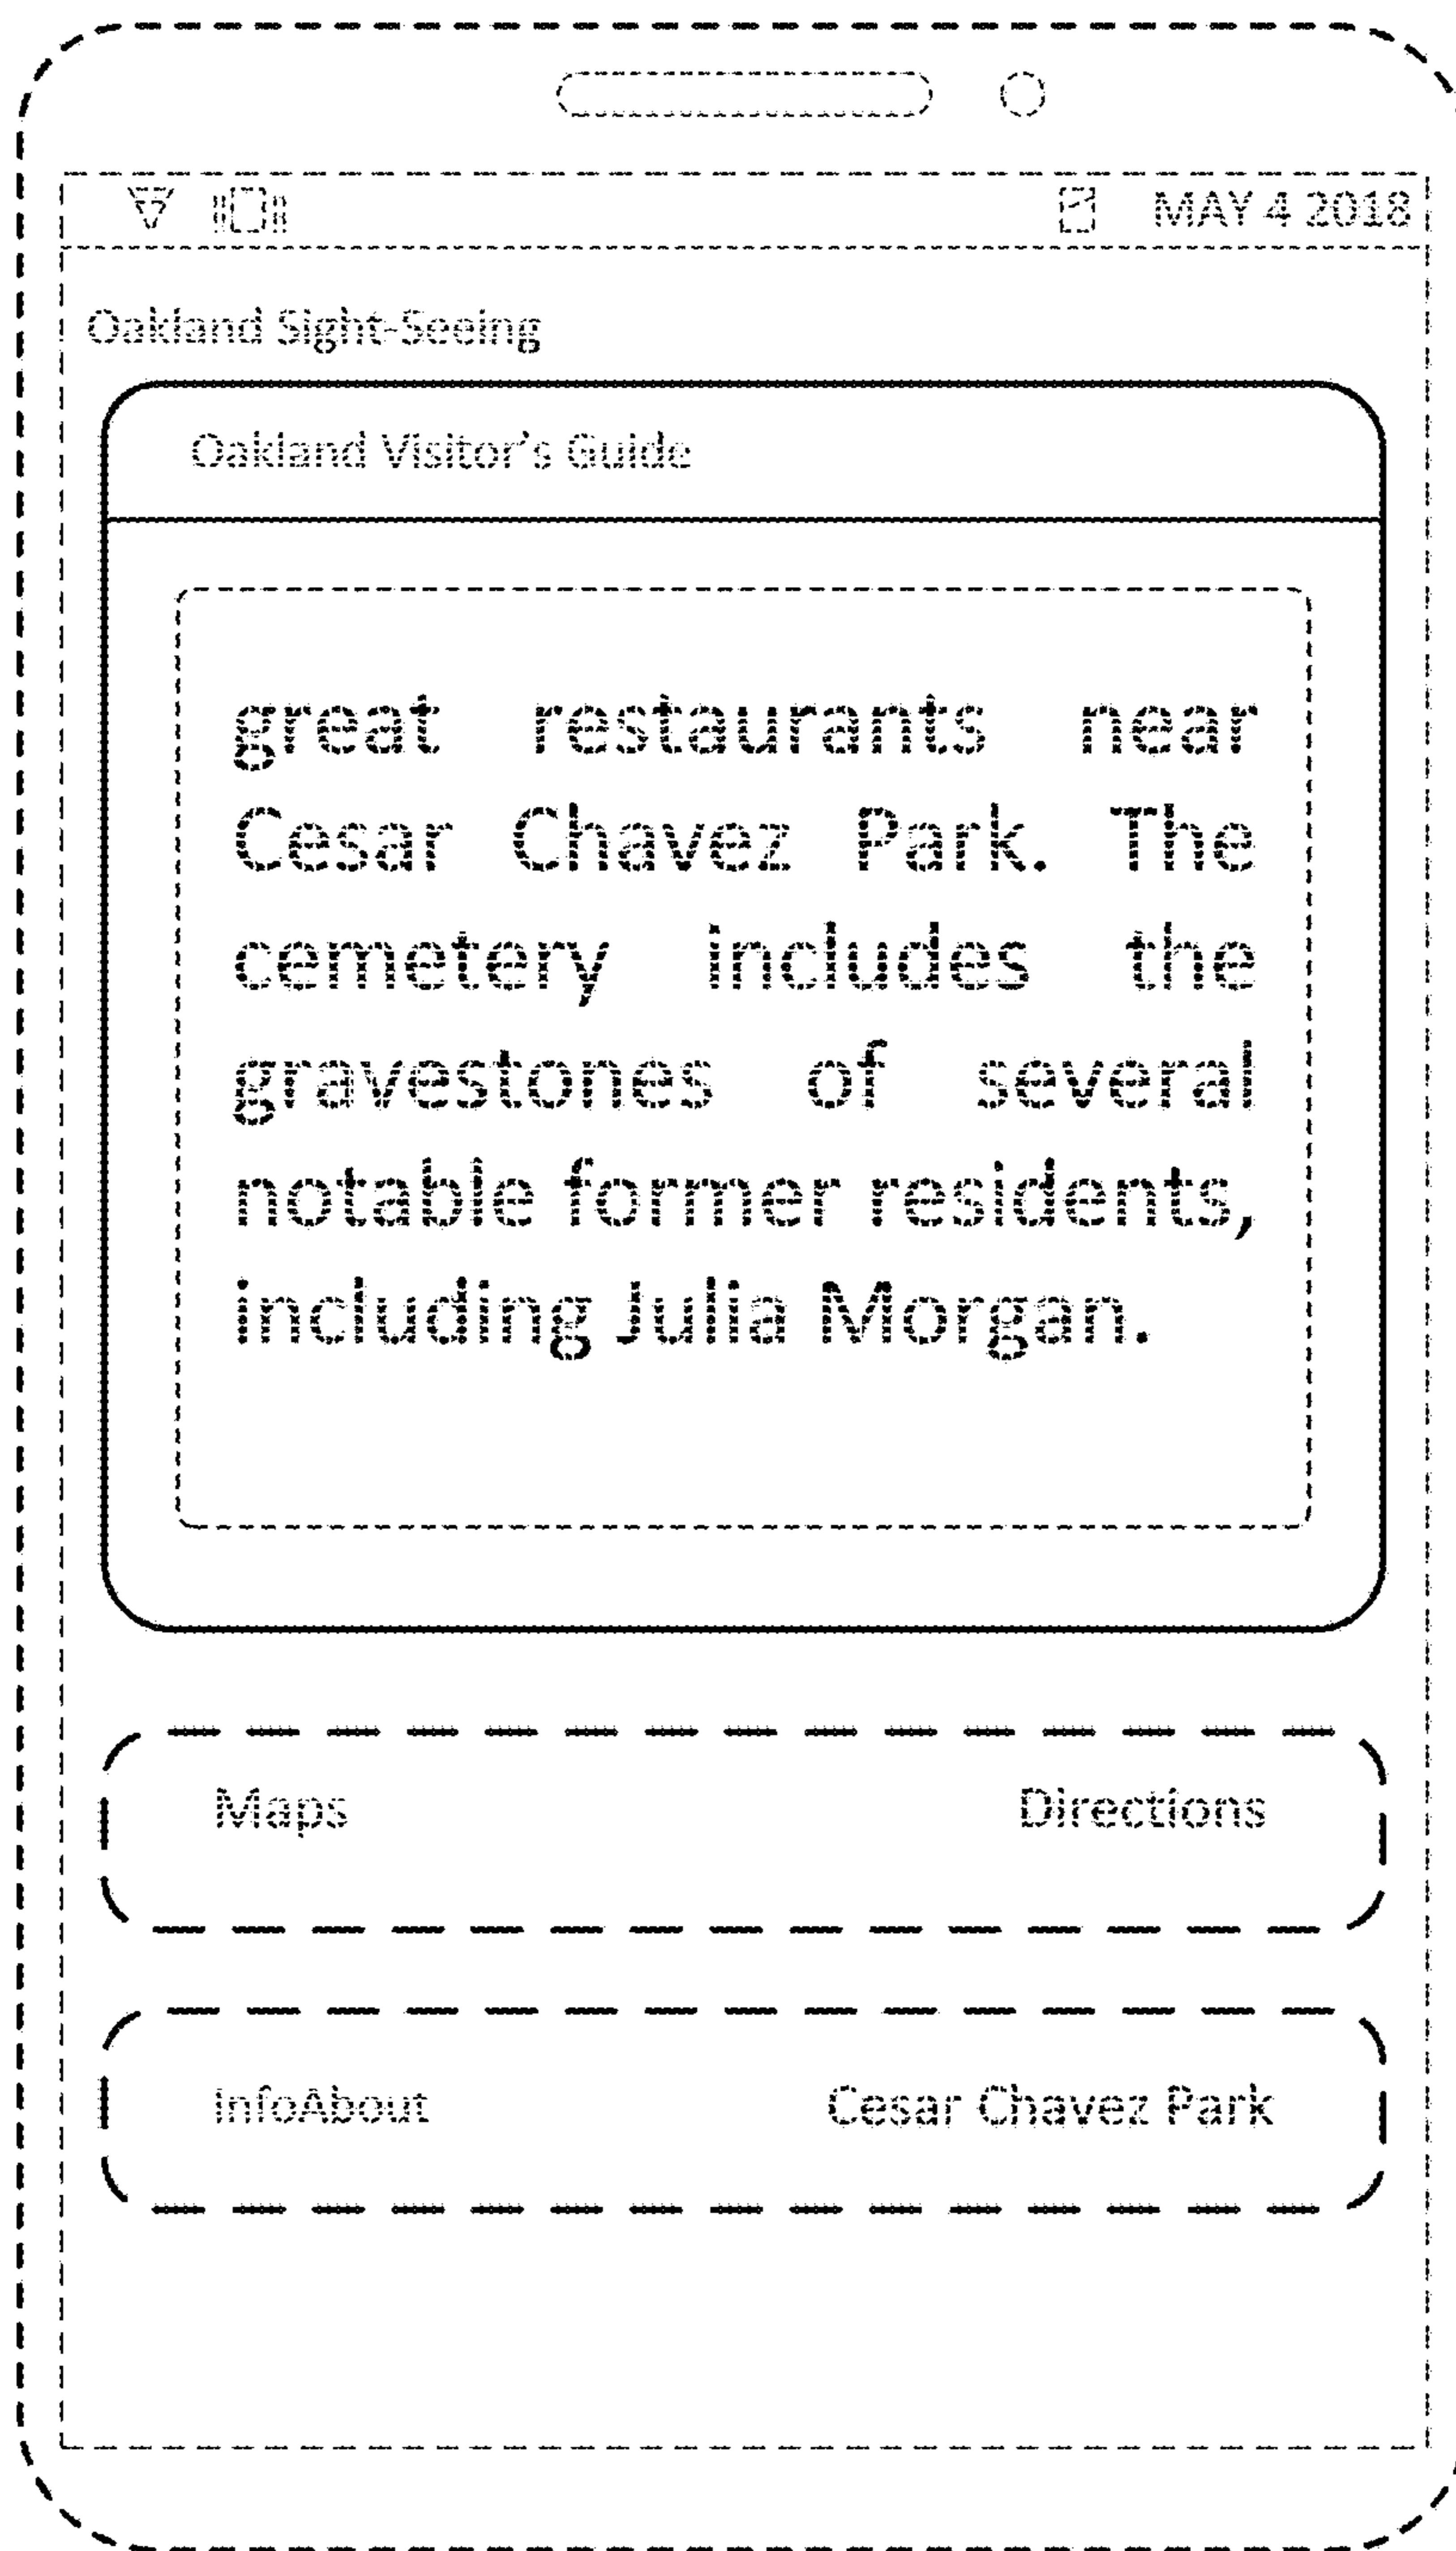 MAY 4 2018
Oakland Sight-Seeing
Oakland Visitor's Guide
great restaurants near
Cesar Chavez Park. The
cemetery includes the
gravestones of several
notable former residents,
including Julia Morgan.
Maps Directions
InfoAbout Cesar Chavez Park